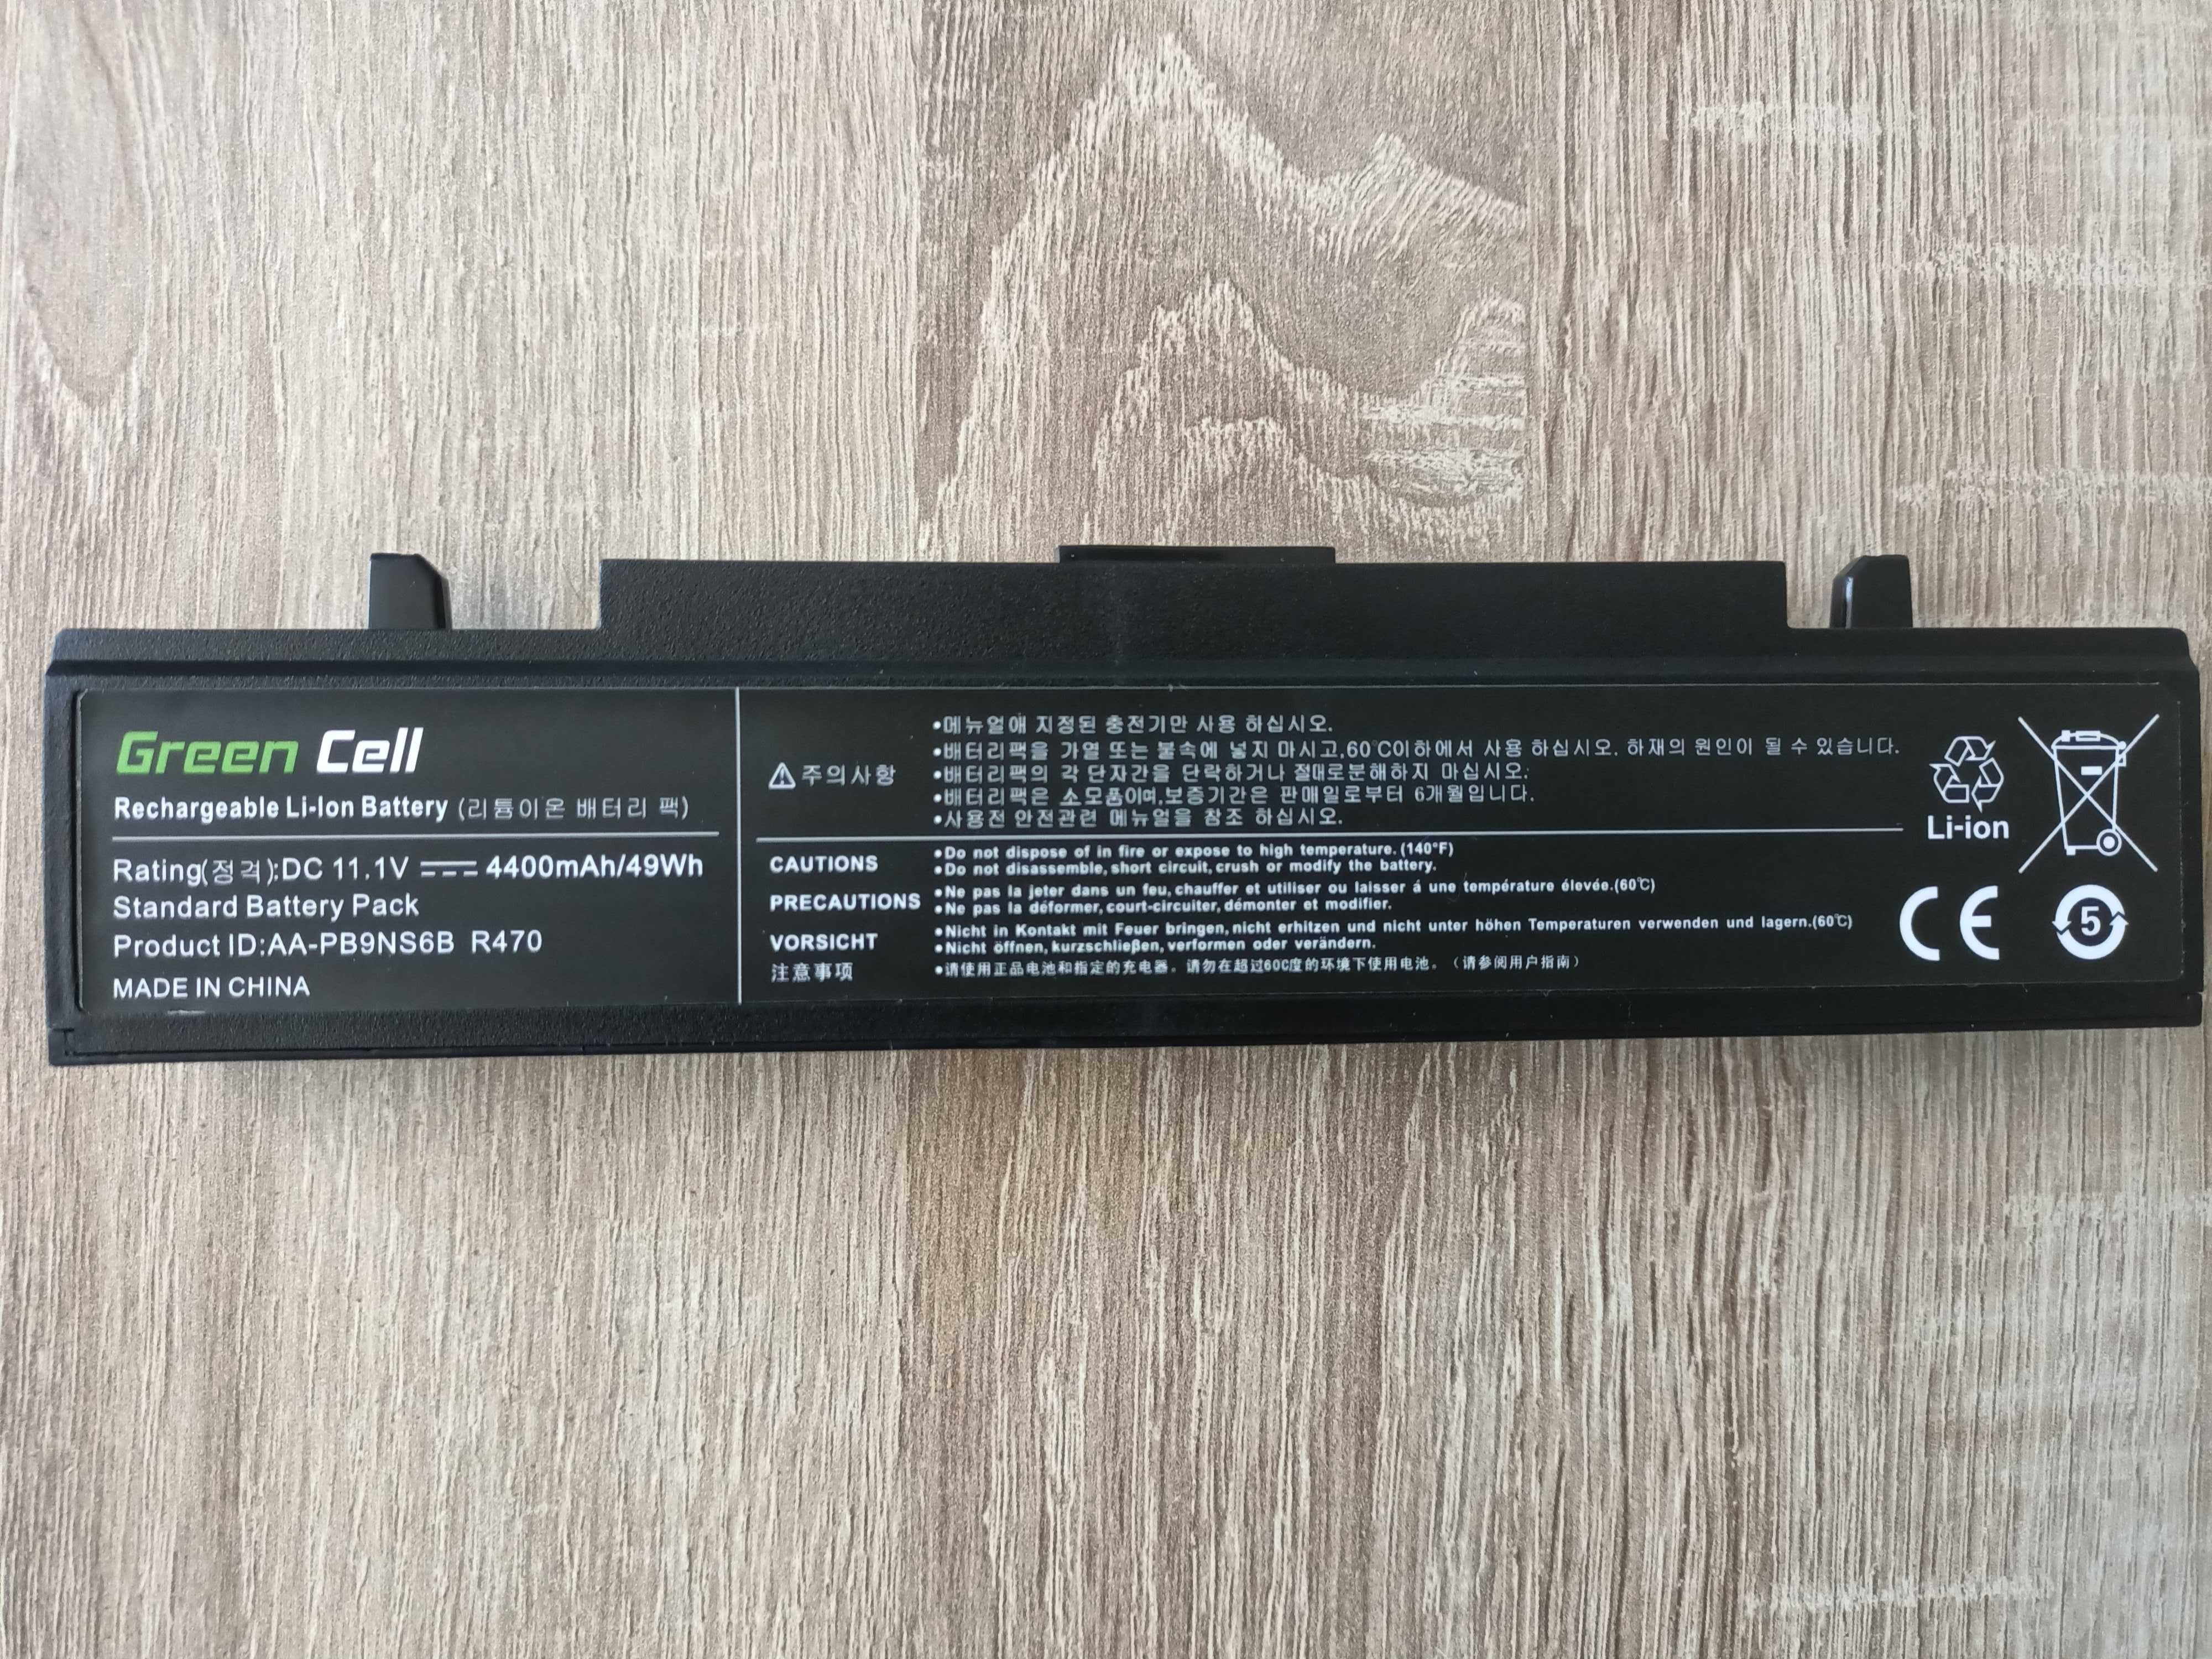 Green Cell
Rechargeable Li-Ion Battery (리튬이온 배터리 팩)
Rating(정격):DC 11.1V 4400mAh/49Wh
Standard Battery Pack
Product ID:AA-PB9NS6B R470
MADE IN CHINA
주의사항
•메뉴얼애 지정된 충전기만 사용 하십시오.
•배터리팩을 가열 또는 불속에 넣지 마시고,60℃이하에서 사용 하십시오. 하재의 원인이 될 수 있습니다.
•배터리팩의 각 단자간을 단락하거나 절때로분해하지 마십시오.
•배터리팩은 소모품이며,보증기간은 판매일로부터 6개월입니다.
•사용전 안전관련 메뉴얼을 참조 하십시오.
CAUTIONS
•Do not dispose of in fire or expose to high temperature.(140°F)
•Do not disassemble, short circuit, crush or modify the battery.
PRECAUTIONS
•Ne pas la jeter dans un feu, chauffer et utiliser ou laisser á une température élevée.(60℃)
•Ne pas la déformer, court-circuiter, démonter et modifier.
VORSICHT
•Nicht in Kontakt mit Feuer bringen, nicht erhitzen und nicht unter höhen Temperaturen verwenden und lagern.(60℃)
•Nicht öffnen, kurzschließen, verformen oder verändern.
注意事项
•请使用正品电池和指定的充电器。请勿在超过60C度的环境下使用电池。（请参阅用户指南）
Li-ion
CE
5